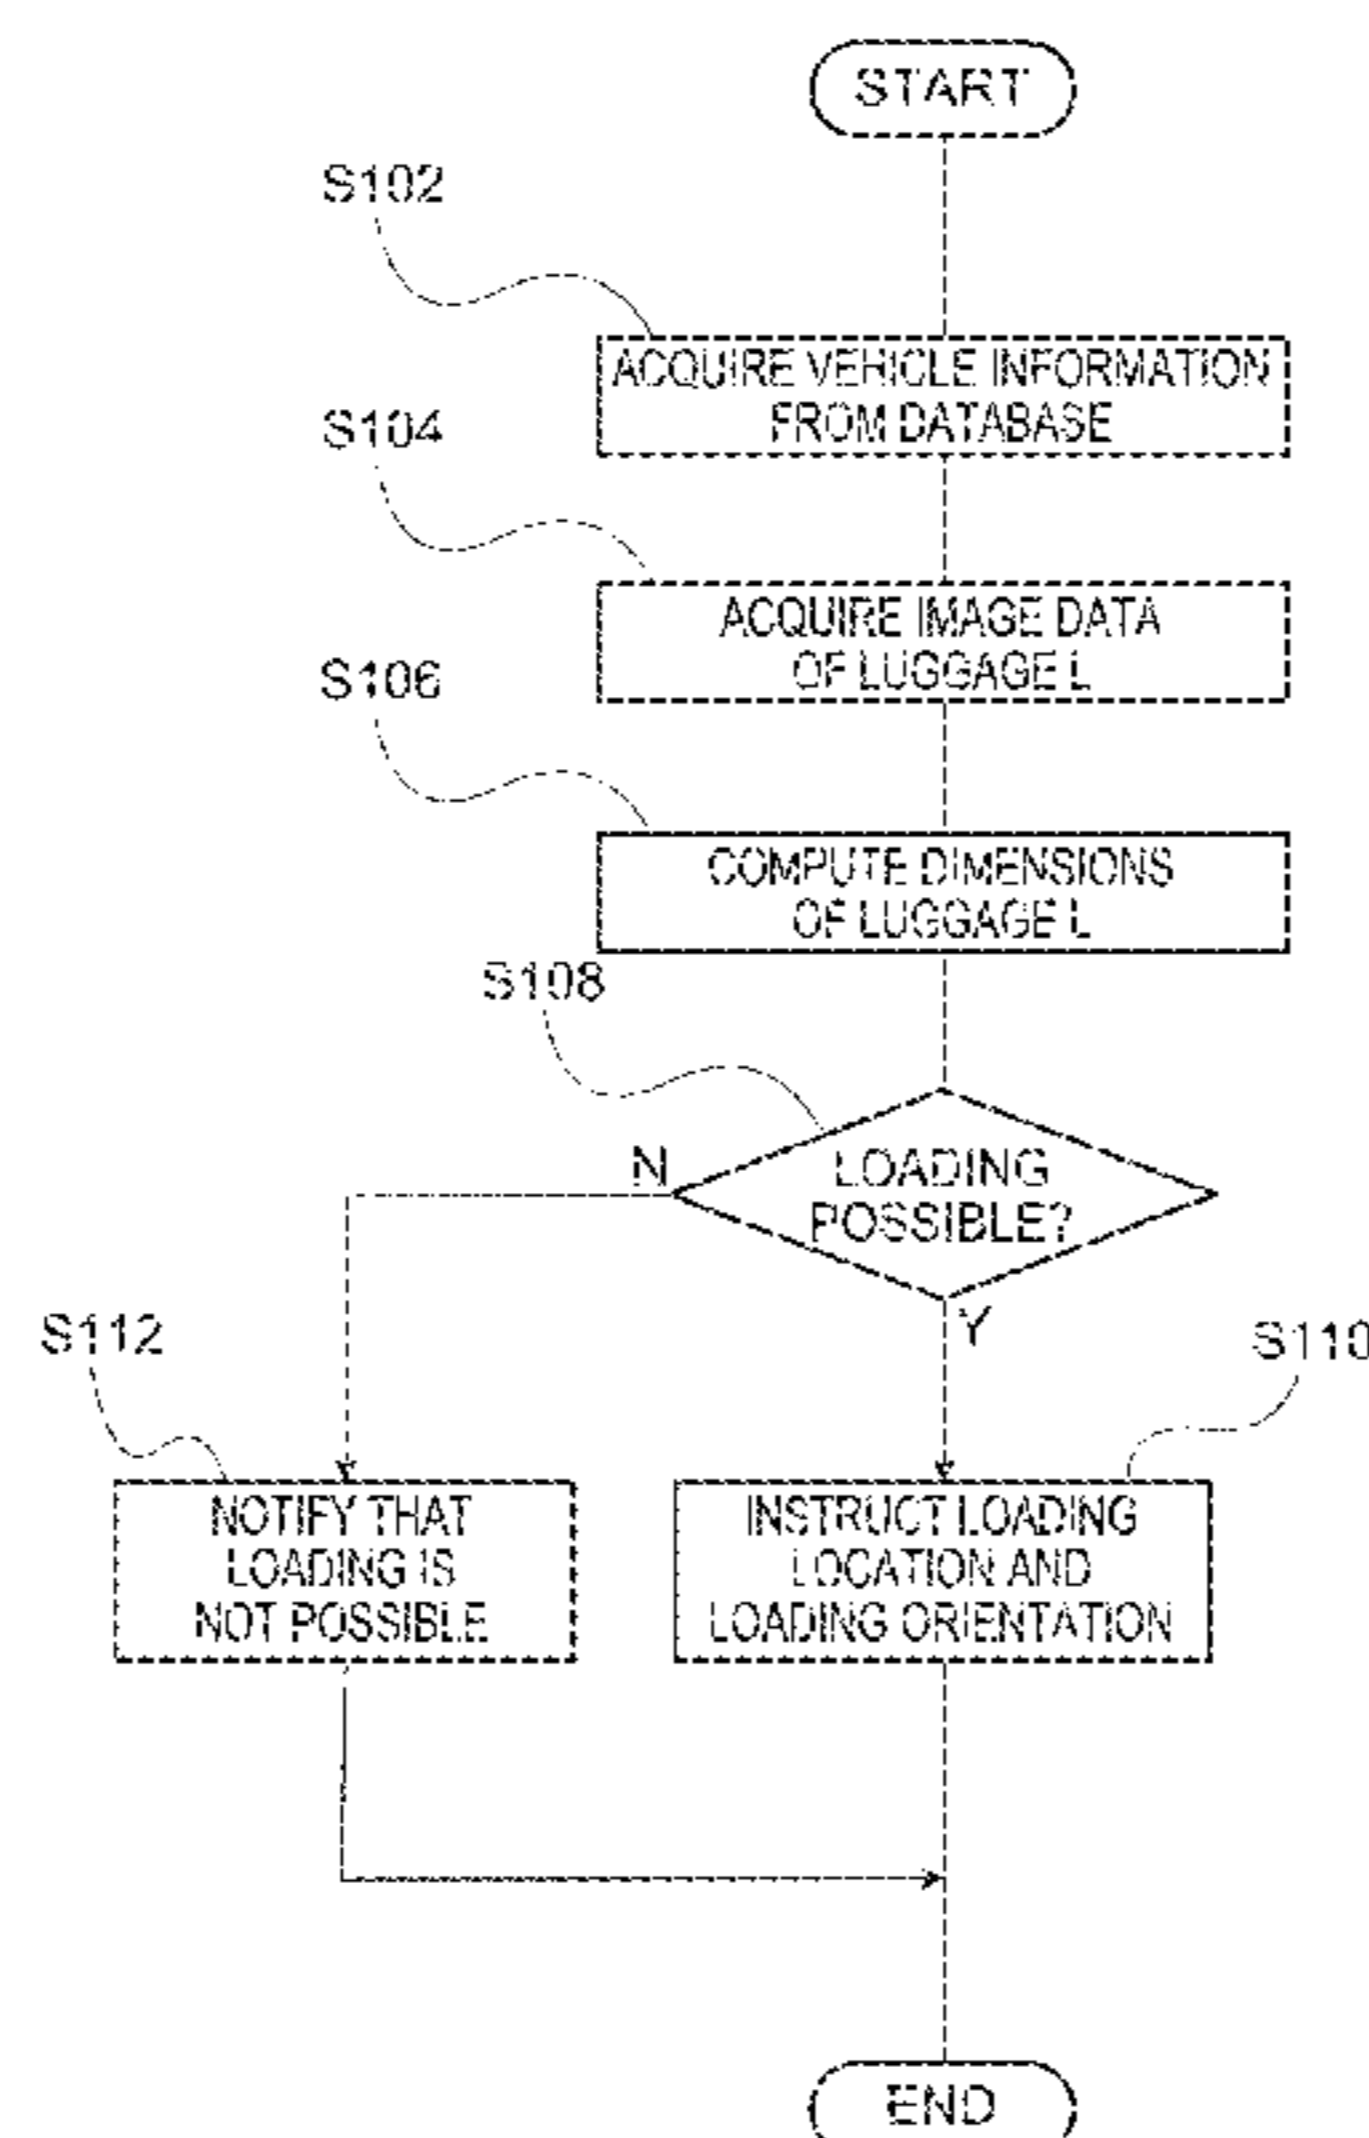 START
S102
ACQUIRE VEHICLE INFORMATION
FROM DATABASE
S104
ACQUIRE IMAGE DATA
OF LUGGAGE L
S106
COMPUTE DIMENSIONS
OF LUGGAGE L
S108
N
LOADING
POSSIBLE?
Y
S112
S110
NOTIFY THAT
LOADING IS
NOT POSSIBLE
INSTRUCT LOADING
LOCATION AND
LOADING ORIENTATION
END